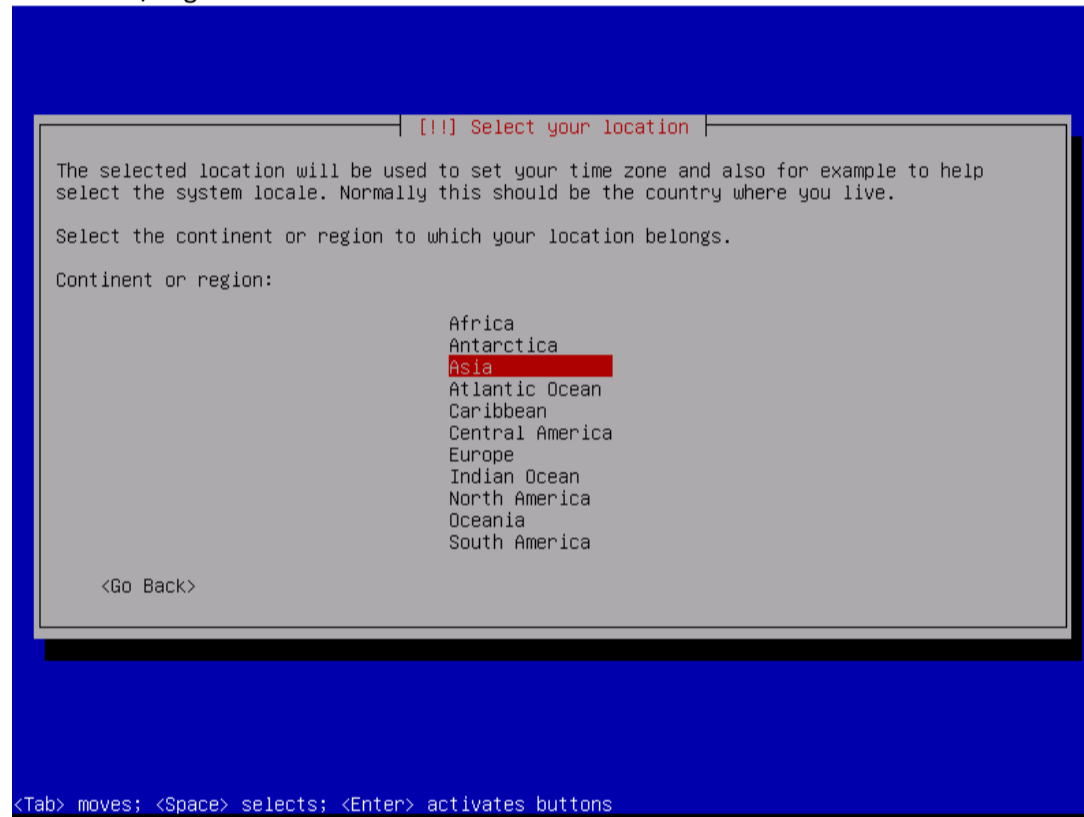 [!!] Select your location
The selected location will be used to set your time zone and also for example to help
select the system locale. Normally this should be the country where you live.
Select the continent or region to which your location belongs.
Continent or region:
Africa
Antarctica
Asia
Atlantic Ocean
Caribbean
Central America
Europe
Indian Ocean
North America
Oceania
South America
<Go Back>
<Tab> moves; <Space> selects; <Enter> activates buttons